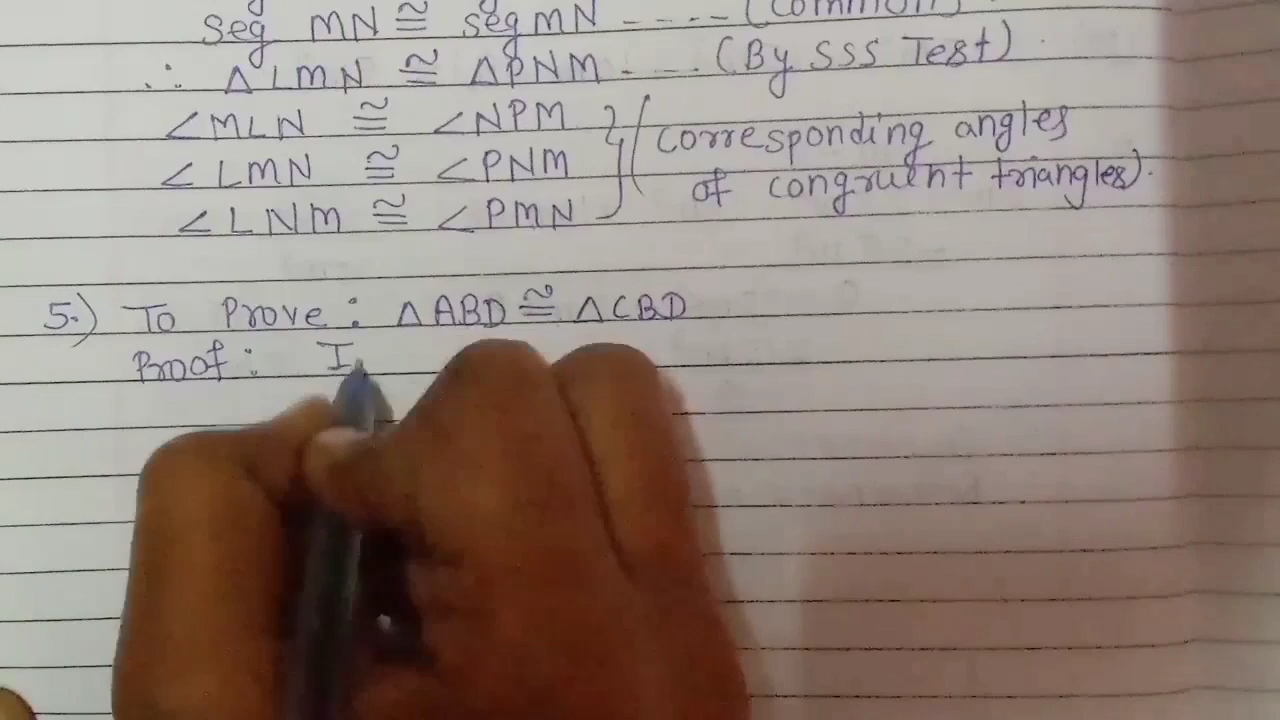 seg MN ≅ seg MN ----- (common)
∴ △LMN ≅ △PNM ---- (By SSS Test).
∠MLN ≅ ∠NPM
∠LMN ≅ ∠PNM
∠LNM ≅ ∠PMN
(corresponding angles
of congruent triangles).
5.) To Prove: △ABD ≅ △CBD
Proof: I